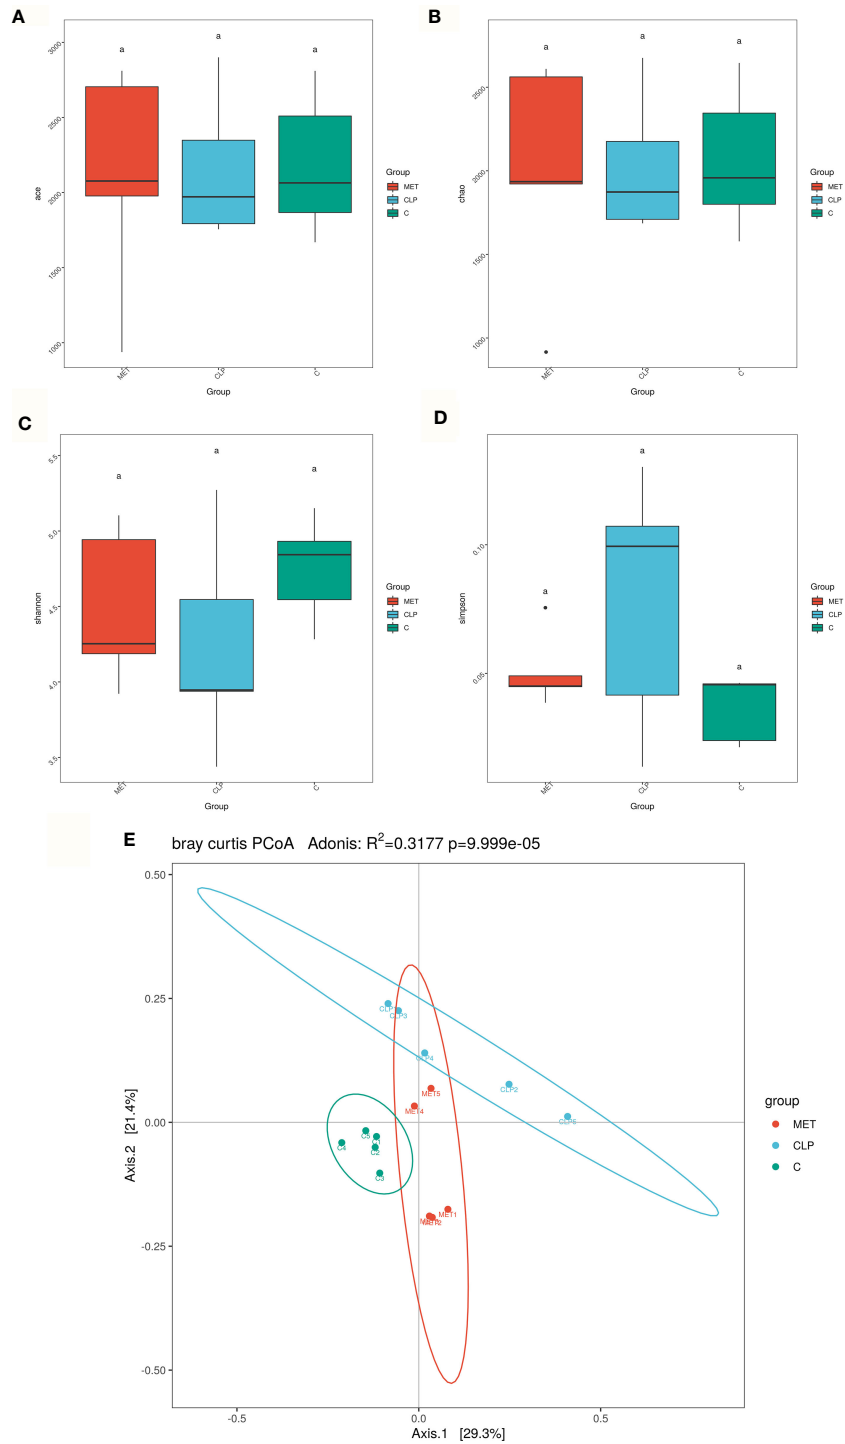 A
a
a
a
3000
2500
2000
1500
1000
ace
MET
CLP
C
Group
Group
MET
CLP
C
B
a
a
a
2500
2000
1500
1000
chao
MET
CLP
C
Group
Group
MET
CLP
C
C
a
a
a
5.5
5.0
4.5
4.0
3.5
shannon
MET
CLP
C
Group
Group
MET
CLP
C
D
a
a
a
0.10
0.05
simpson
MET
CLP
C
Group
Group
MET
CLP
C
E
bray curtis PCoA Adonis: R²=0.3177 p=9.999e-05
0.50
0.25
0.00
-0.25
-0.50
Axis.2 [21.4%]
CLP3
CLP4
CLP2
CLP5
MET5
MET4
MET1
C5
C1
C2
C4
C3
-0.5
0.0
0.5
Axis.1 [29.3%]
group
MET
CLP
C